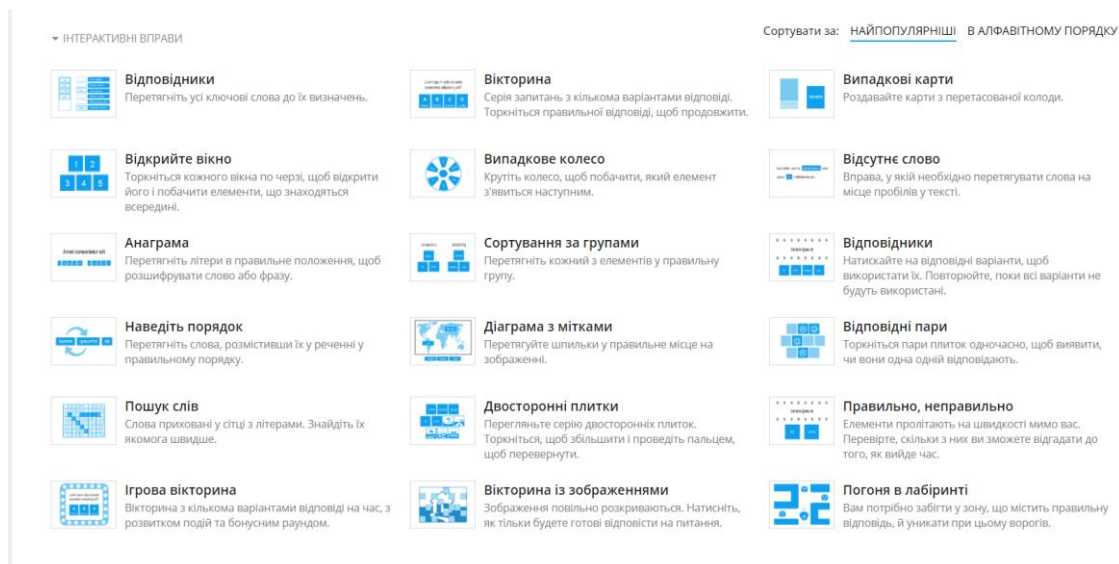 ІНТЕРАКТИВНІ ВПРАВИ
Сортувати за: НАЙПОПУЛЯРНІШІ В АЛФАВІТНОМУ ПОРЯДКУ
Відповідники
Перетягніть усі ключові слова до їх визначень.
Вікторина
Серія запитань з кількома варіантами відповіді.
Торкніться правильної відповіді, щоб продовжити.
Випадкові карти
Роздавайте карти з перетасованої колоди.
1 2
3 4 5
Відкрийте вікно
Торкніться кожного вікна по черзі, щоб відкрити
його і побачити елементи, що знаходяться
всередині.
Випадкове колесо
Крутіть колесо, щоб побачити, який елемент
з'явиться наступним.
Відсутнє слово
Вправа, у якій необхідно перетягувати слова на
місце пробілів у тексті.
Анаграма
Перетягніть літери в правильне положення, щоб
розшифрувати слово або фразу.
Сортування за групами
Перетягніть кожний з елементів у правильну
групу.
Відповідники
Натискайте на відповідні варіанти, щоб
використати їх. Повторюйте, поки всі варіанти не
будуть використані.
Наведіть порядок
Перетягніть слова, розмістивши їх у реченні у
правильному порядку.
Діаграма з мітками
Перетягуйте шпильки у правильне місце на
зображенні.
Відповідні пари
Торкніться пари плиток одночасно, щоб виявити,
чи вони одна одній відповідають.
Пошук слів
Слова приховані у сітці з літерами. Знайдіть їх
якомога швидше.
Двосторонні плитки
Перегляньте серію двосторонніх плиток.
Торкніться, щоб збільшити і проведіть пальцем,
щоб перевернути.
Правильно, неправильно
Елементи пролітають на швидкості мимо вас.
Перевірте, скільки з них ви зможете відгадати до
того, як вийде час.
Ігрова вікторина
Вікторина з кількома варіантами відповіді на час, з
розвитком подій та бонусним раундом.
Вікторина із зображеннями
Зображення повільно розкриваються. Натисніть,
як тільки будете готові відповісти на питання.
Погоня в лабіринті
Вам потрібно забігти у зону, що містить правильну
відповідь, й уникати при цьому ворогів.